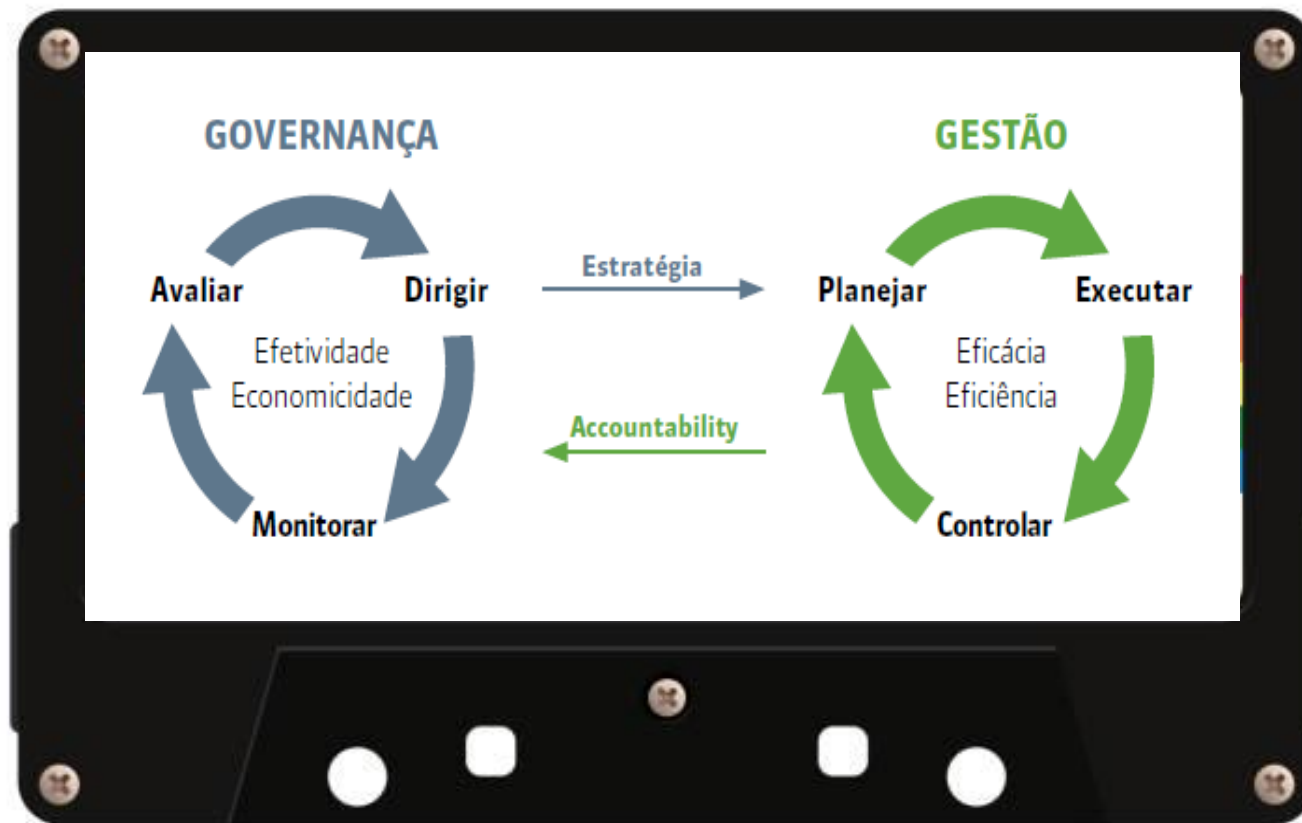 GOVERNANÇA
GESTÃO
Estratégia
Avaliar
Dirigir
Planejar
Executar
Efetividade
Economicidade
Eficácia
Eficiência
Accountability
Monitorar
Controlar